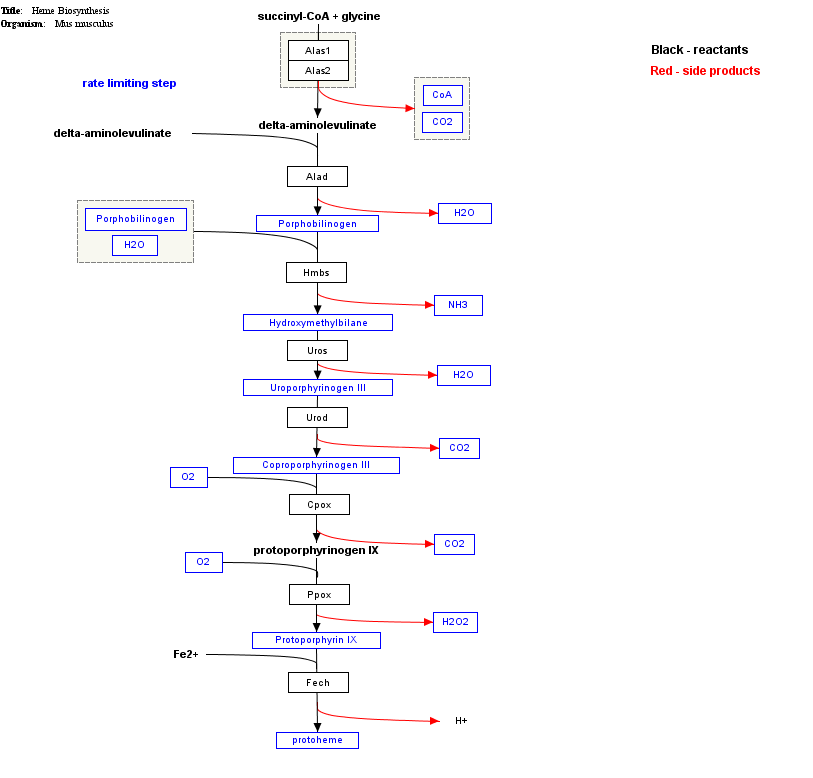 Title: Heme Biosynthesis
Organism: Mus musculus
succinyl-CoA + glycine
Black - reactants
Red - side products
Alas1
Alas2
rate limiting step
CoA
CO2
delta-aminolevulinate
delta-aminolevulinate
Alad
H2O
Porphobilinogen
Porphobilinogen
H2O
Hmbs
NH3
Hydroxymethylbilane
Uros
H2O
Uroporphyrinogen III
Urod
CO2
Coproporphyrinogen III
O2
Cpox
CO2
protoporphyrinogen IX
O2
Ppox
H2O2
Protoporphyrin IX
Fe2+
Fech
H+
protoheme